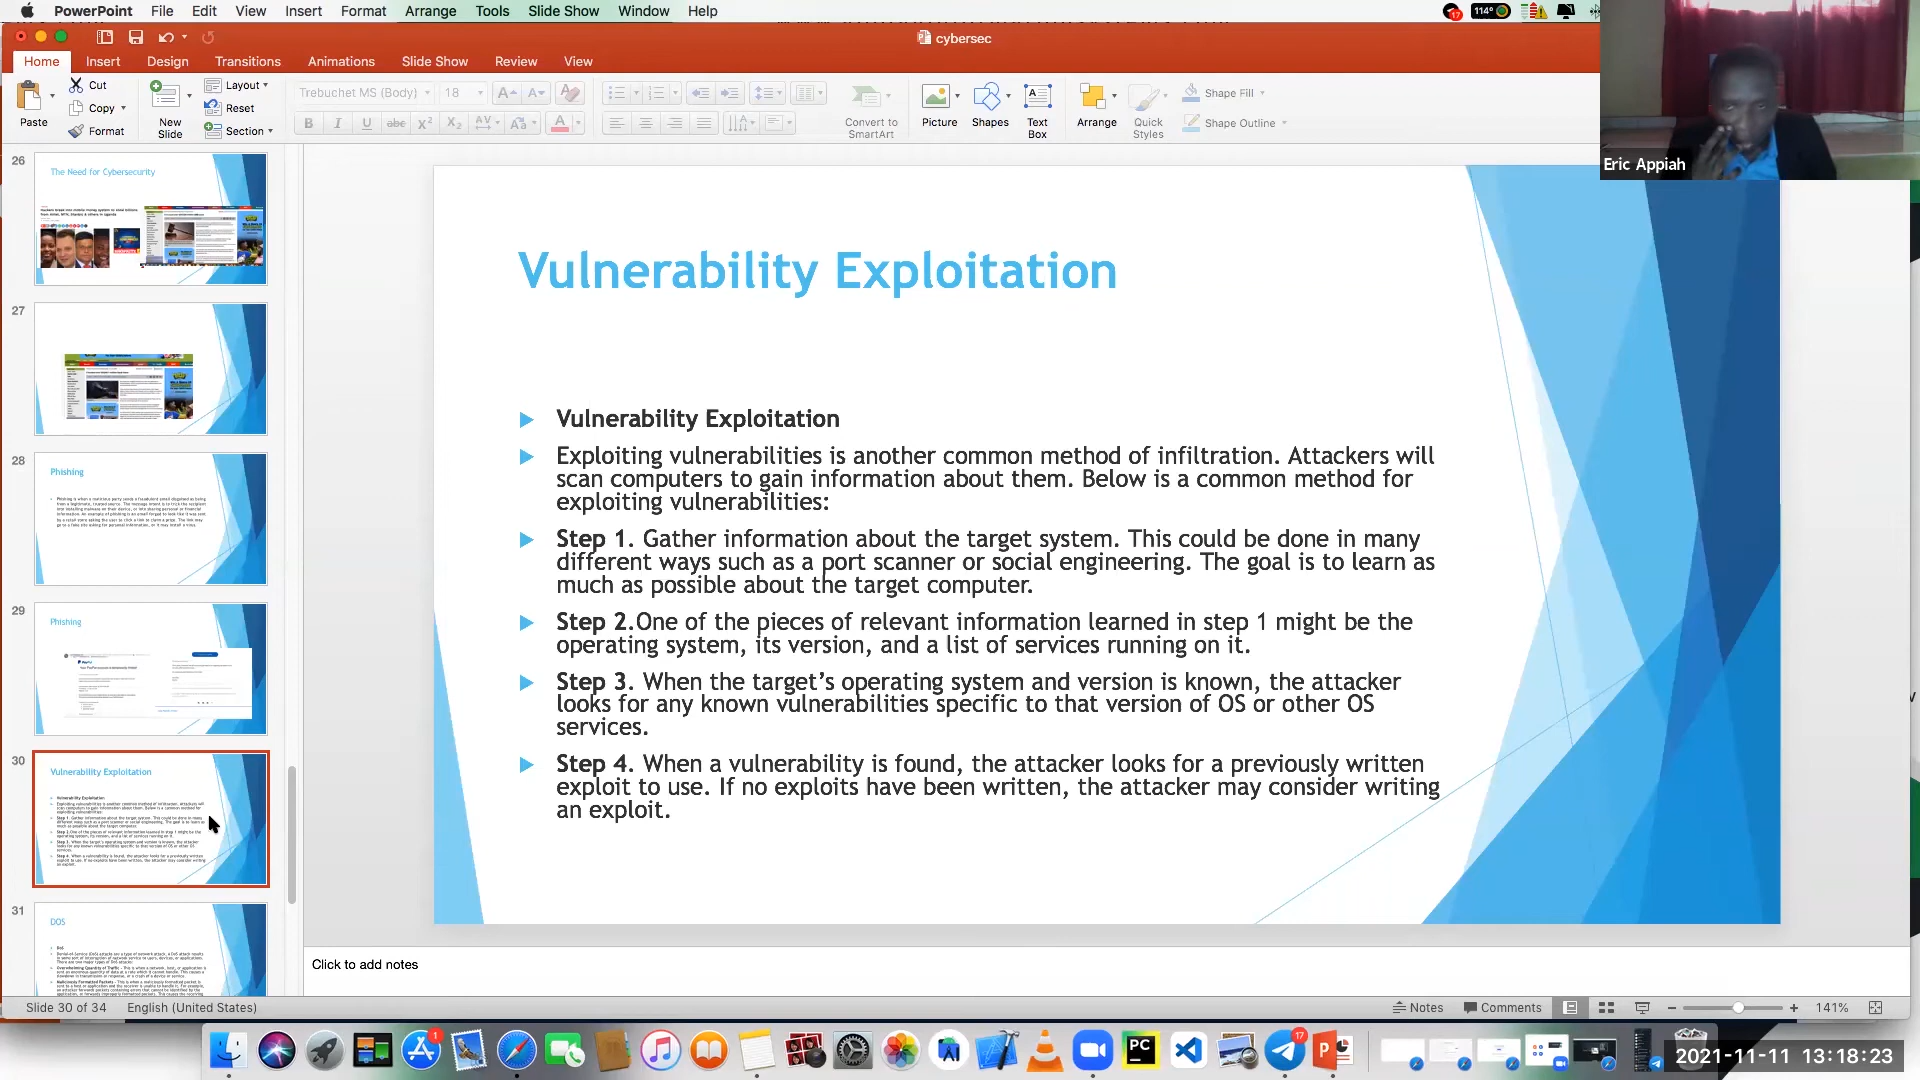 PowerPoint File Edit View Insert Format Arrange Tools Slide Show Window Help
17 114°
cybersec
Home Insert Design Transitions Animations Slide Show Review View
Paste Cut Copy Format
New Slide Layout Reset Section
Trebuchet MS (Body) 18
Convert to SmartArt
Picture Shapes Text Box Arrange Quick Styles
Shape Fill
Shape Outline
Eric Appiah
26
The Need for Cybersecurity
27
28
Phishing
29
Phishing
30
Vulnerability Exploitation
31
DOS
Vulnerability Exploitation
Vulnerability Exploitation
Exploiting vulnerabilities is another common method of infiltration. Attackers will
scan computers to gain information about them. Below is a common method for
exploiting vulnerabilities:
Step 1. Gather information about the target system. This could be done in many
different ways such as a port scanner or social engineering. The goal is to learn as
much as possible about the target computer.
Step 2.One of the pieces of relevant information learned in step 1 might be the
operating system, its version, and a list of services running on it.
Step 3. When the target’s operating system and version is known, the attacker
looks for any known vulnerabilities specific to that version of OS or other OS
services.
Step 4. When a vulnerability is found, the attacker looks for a previously written
exploit to use. If no exploits have been written, the attacker may consider writing
an exploit.
Click to add notes
Slide 30 of 34 English (United States)
Notes Comments 141%
1
PC
17
2021-11-11 13:18:23